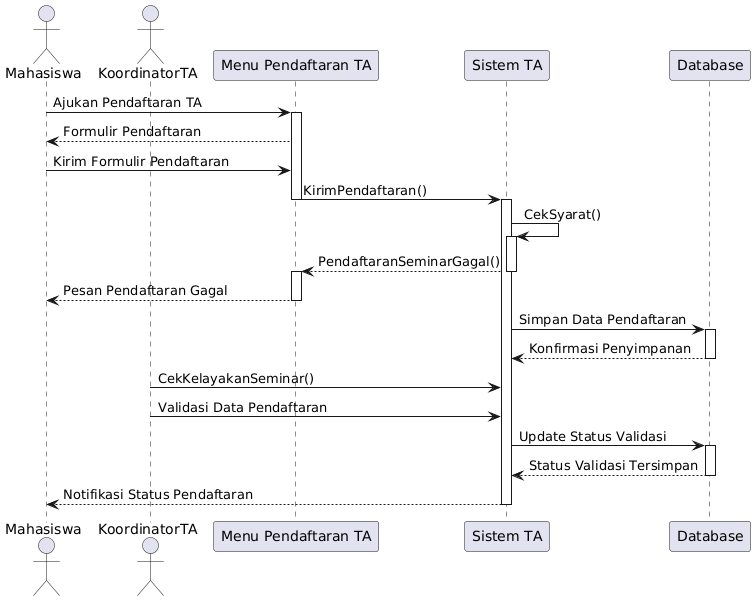 Mahasiswa
KoordinatorTA
Menu Pendaftaran TA
Sistem TA
Database
Ajukan Pendaftaran TA
Formulir Pendaftaran
Kirim Formulir Pendaftaran
KirimPendaftaran()
CekSyarat()
PendaftaranSeminarGagal()
Pesan Pendaftaran Gagal
Simpan Data Pendaftaran
Konfirmasi Penyimpanan
CekKelayakanSeminar()
Validasi Data Pendaftaran
Update Status Validasi
Status Validasi Tersimpan
Notifikasi Status Pendaftaran
Mahasiswa
KoordinatorTA
Menu Pendaftaran TA
Sistem TA
Database